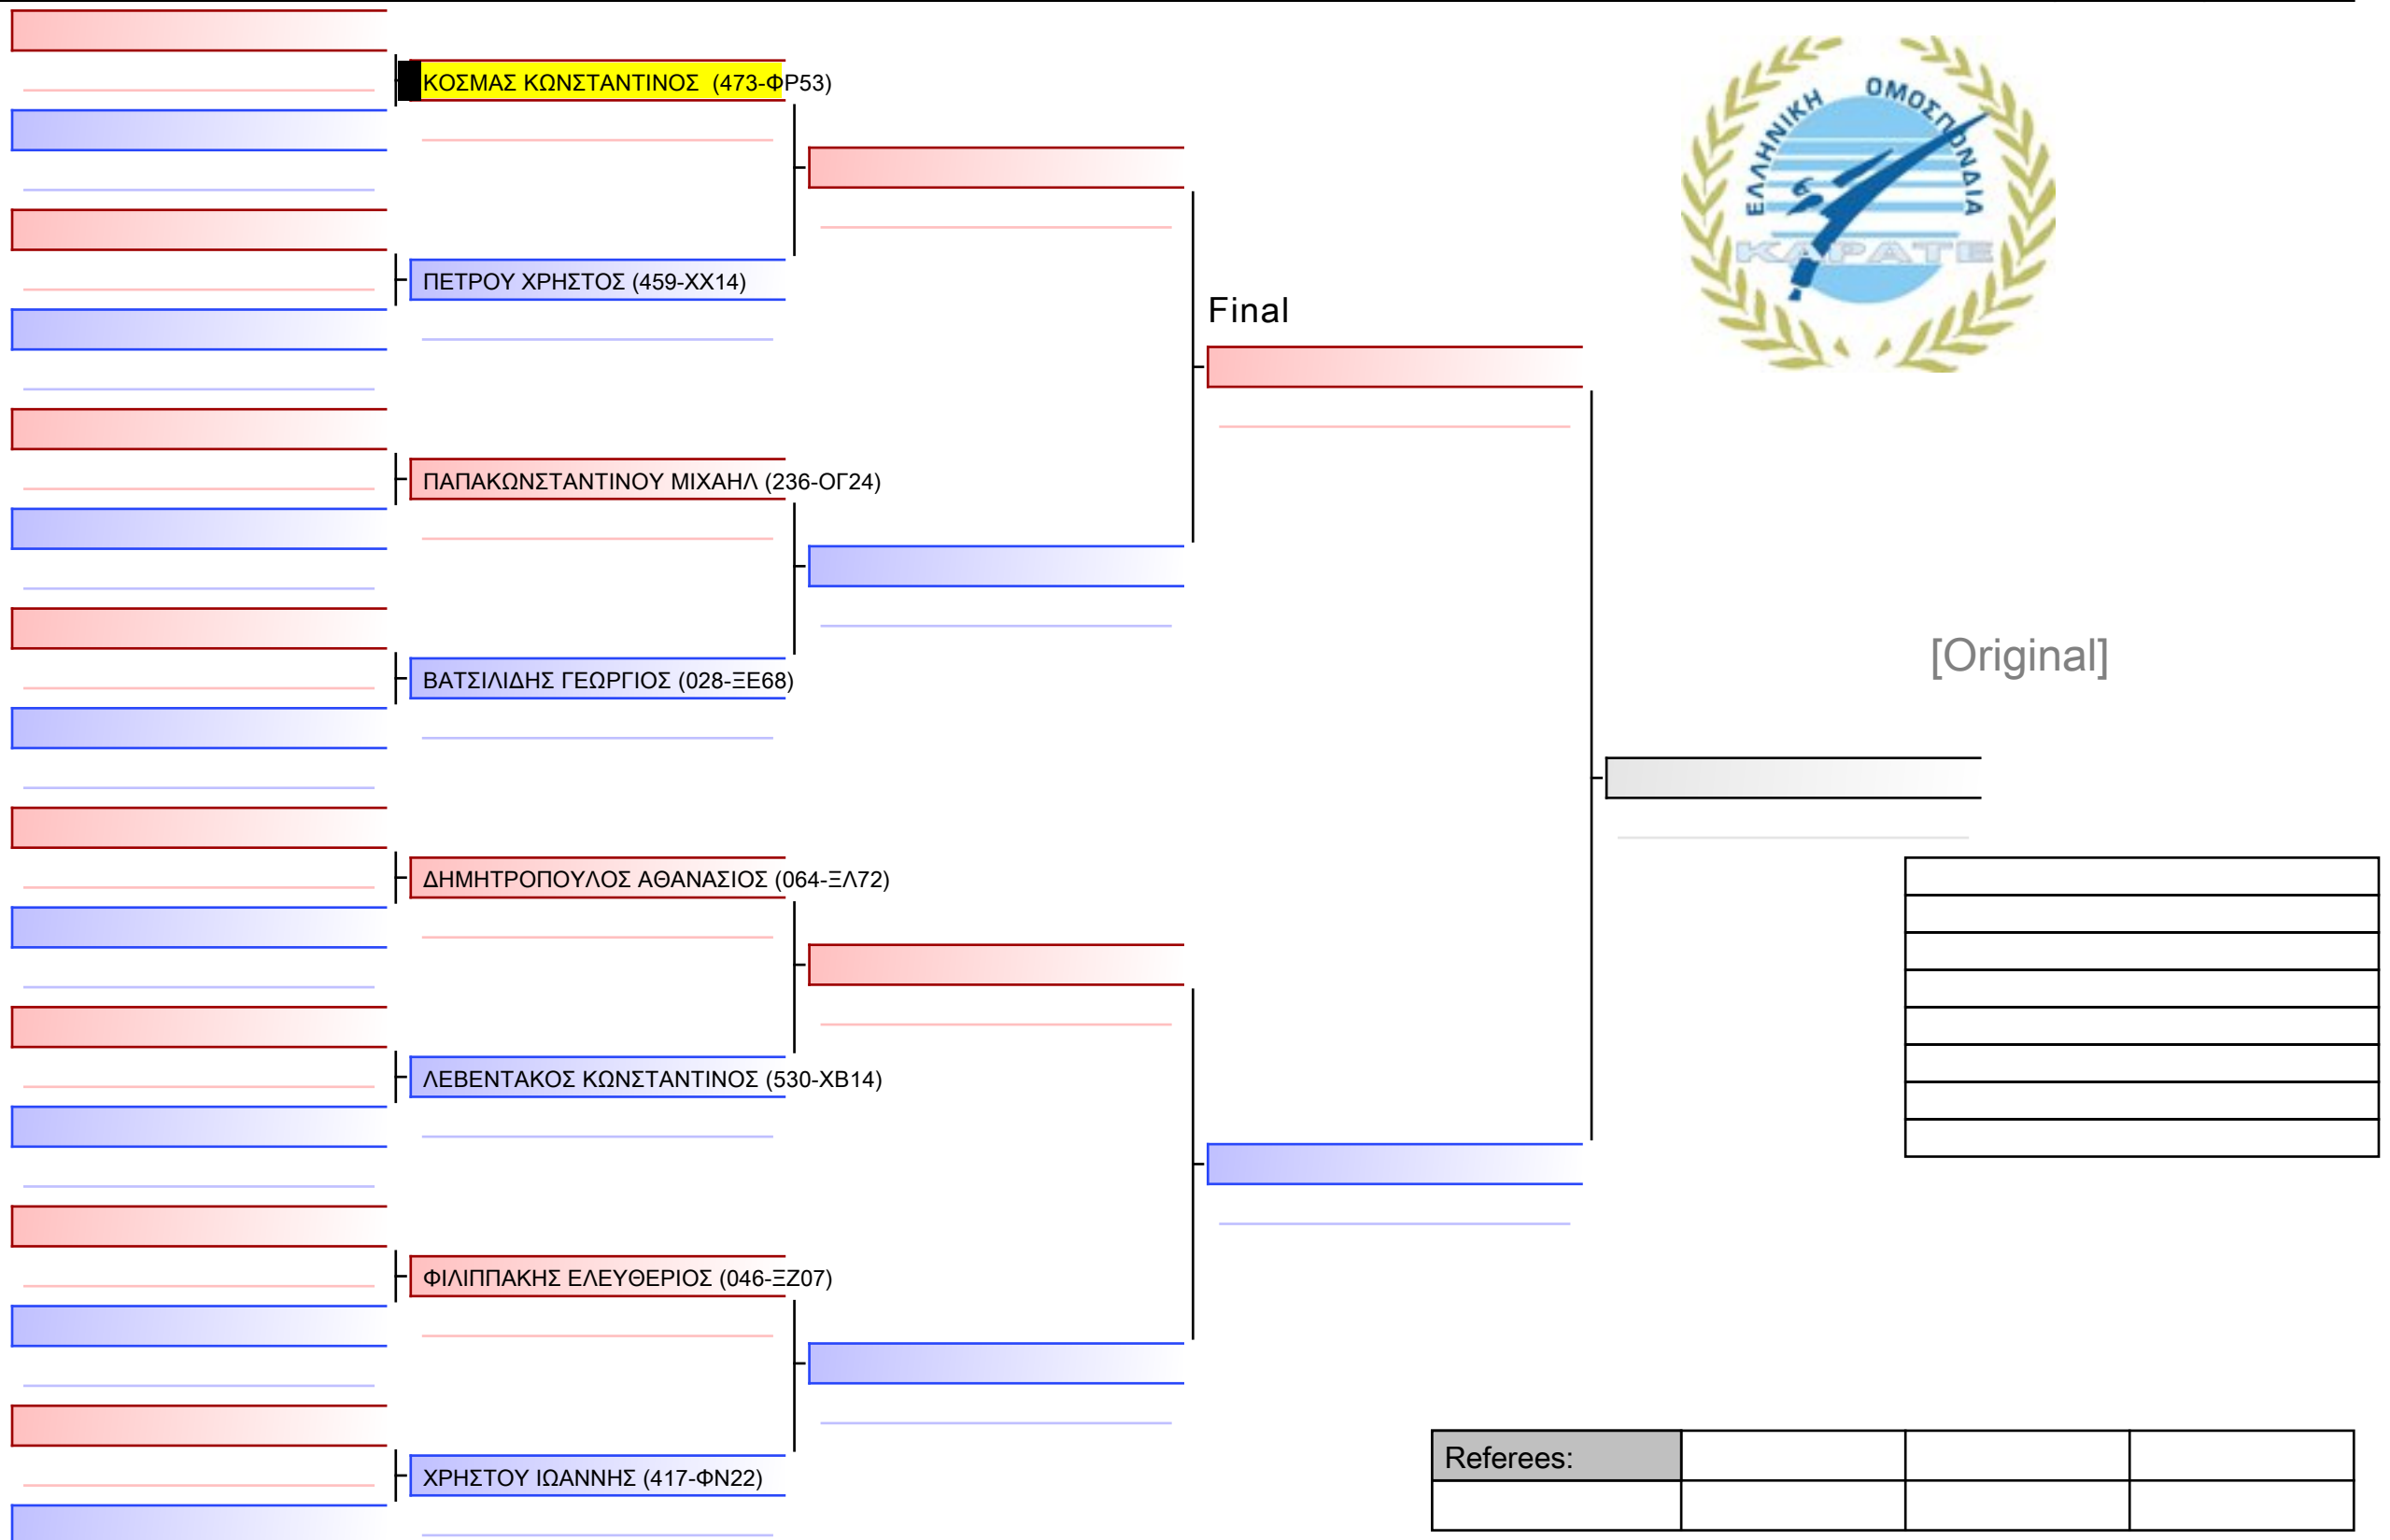 ΚΟΣΜΑΣ ΚΩΝΣΤΑΝΤΙΝΟΣ (473-ΦΡ53)
ΕΛΛΗΝΙΚΗ ΟΜΟΣΠΟΝΔΙΑ
ΚΑΡΑΤΕ
ΠΕΤΡΟΥ ΧΡΗΣΤΟΣ (459-ΧΧ14)
Final
ΠΑΠΑΚΩΝΣΤΑΝΤΙΝΟΥ ΜΙΧΑΗΛ (236-ΟΓ24)
[Original]
ΒΑΤΣΙΛΙΔΗΣ ΓΕΩΡΓΙΟΣ (028-ΞΕ68)
ΔΗΜΗΤΡΟΠΟΥΛΟΣ ΑΘΑΝΑΣΙΟΣ (064-ΞΛ72)
ΛΕΒΕΝΤΑΚΟΣ ΚΩΝΣΤΑΝΤΙΝΟΣ (530-ΧΒ14)
ΦΙΛΙΠΠΑΚΗΣ ΕΛΕΥΘΕΡΙΟΣ (046-ΞΖ07)
ΧΡΗΣΤΟΥ ΙΩΑΝΝΗΣ (417-ΦΝ22)
Referees: